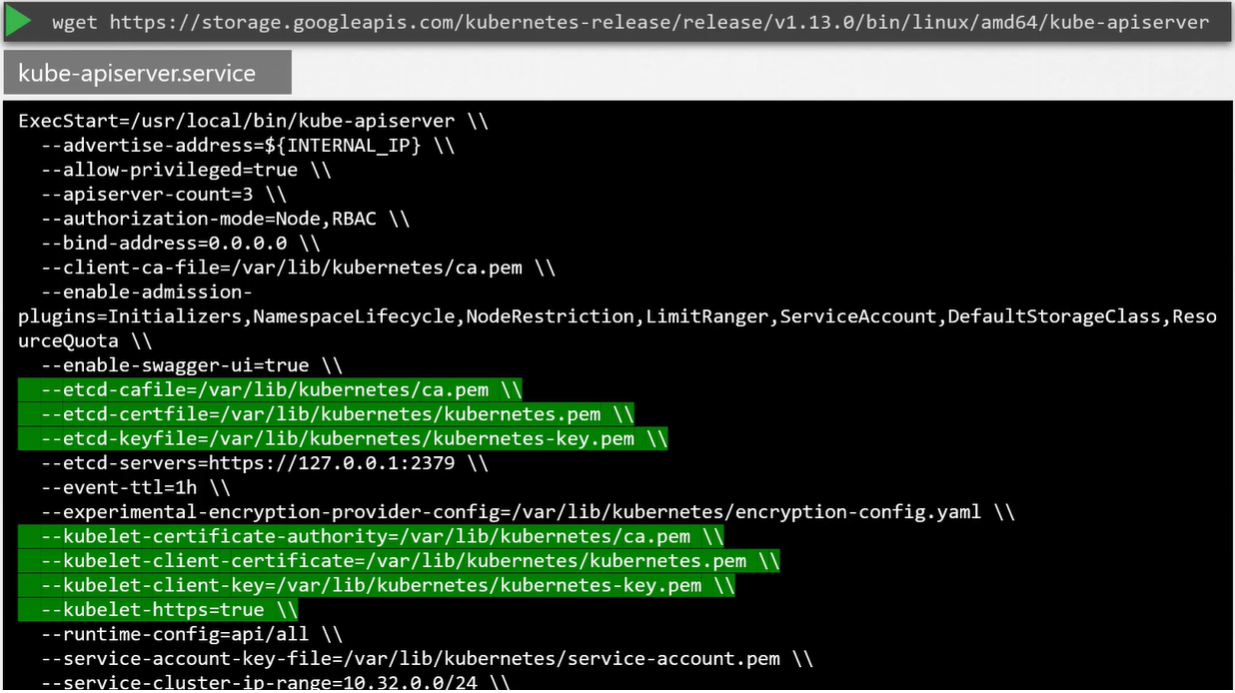 wget https://storage.googleapis.com/kubernetes-release/release/v1.13.0/bin/linux/amd64/kube-apiserver
kube-apiserver.service
ExecStart=/usr/local/bin/kube-apiserver \\
--advertise-address=${INTERNAL_IP} \\
--allow-privileged=true \\
--apiserver-count=3 \\
--authorization-mode=Node,RBAC \\
--bind-address=0.0.0.0 \\
--client-ca-file=/var/lib/kubernetes/ca.pem \\
--enable-admission-
plugins=Initializers,NamespaceLifecycle,NodeRestriction,LimitRanger,ServiceAccount,DefaultStorageClass,Reso
urceQuota \\
--enable-swagger-ui=true \\
--etcd-cafile=/var/lib/kubernetes/ca.pem \\
--etcd-certfile=/var/lib/kubernetes/kubernetes.pem \\
--etcd-keyfile=/var/lib/kubernetes/kubernetes-key.pem \\
--etcd-servers=https://127.0.0.1:2379 \\
--event-ttl=1h \\
--experimental-encryption-provider-config=/var/lib/kubernetes/encryption-config.yaml \\
--kubelet-certificate-authority=/var/lib/kubernetes/ca.pem \\
--kubelet-client-certificate=/var/lib/kubernetes/kubernetes.pem \\
--kubelet-client-key=/var/lib/kubernetes/kubernetes-key.pem \\
--kubelet-https=true \\
--runtime-config=api/all \\
--service-account-key-file=/var/lib/kubernetes/service-account.pem \\
--service-cluster-ip-range=10.32.0.0/24 \\